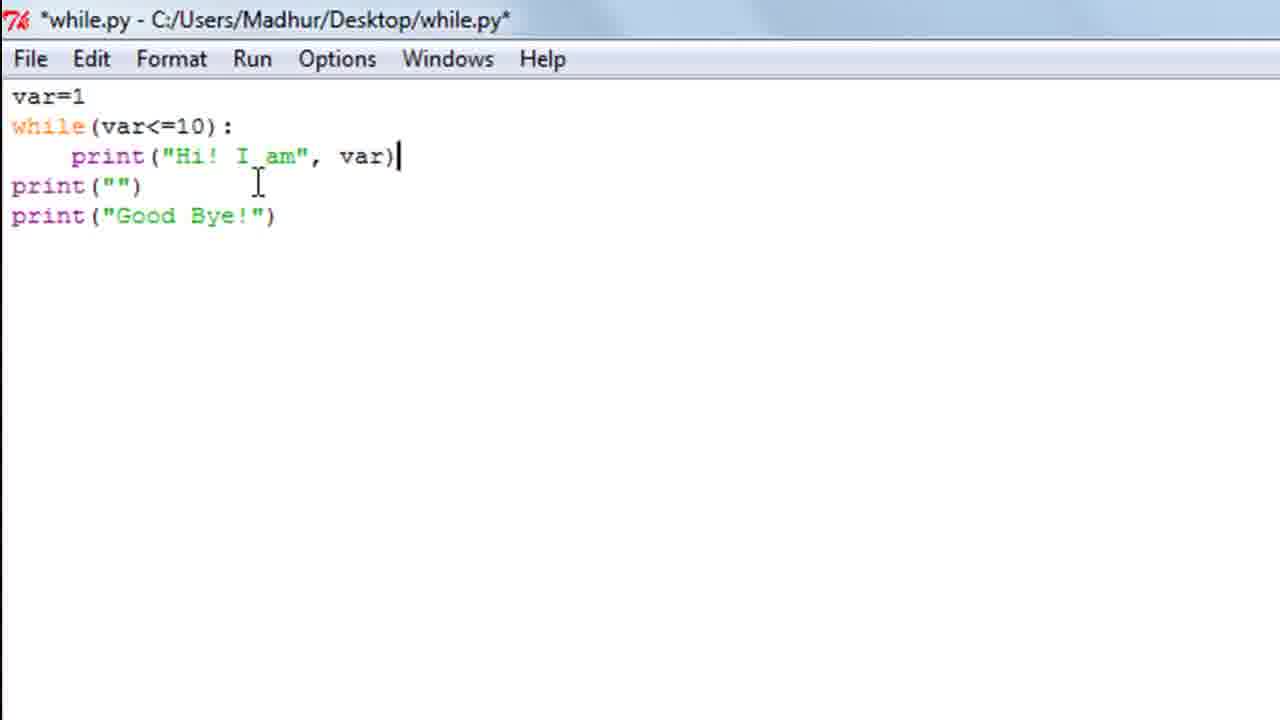 *while.py - C:/Users/Madhur/Desktop/while.py*
File Edit Format Run Options Windows Help
var=1
while(var<=10):
    print("Hi! I am", var)
print("")
print("Good Bye!")